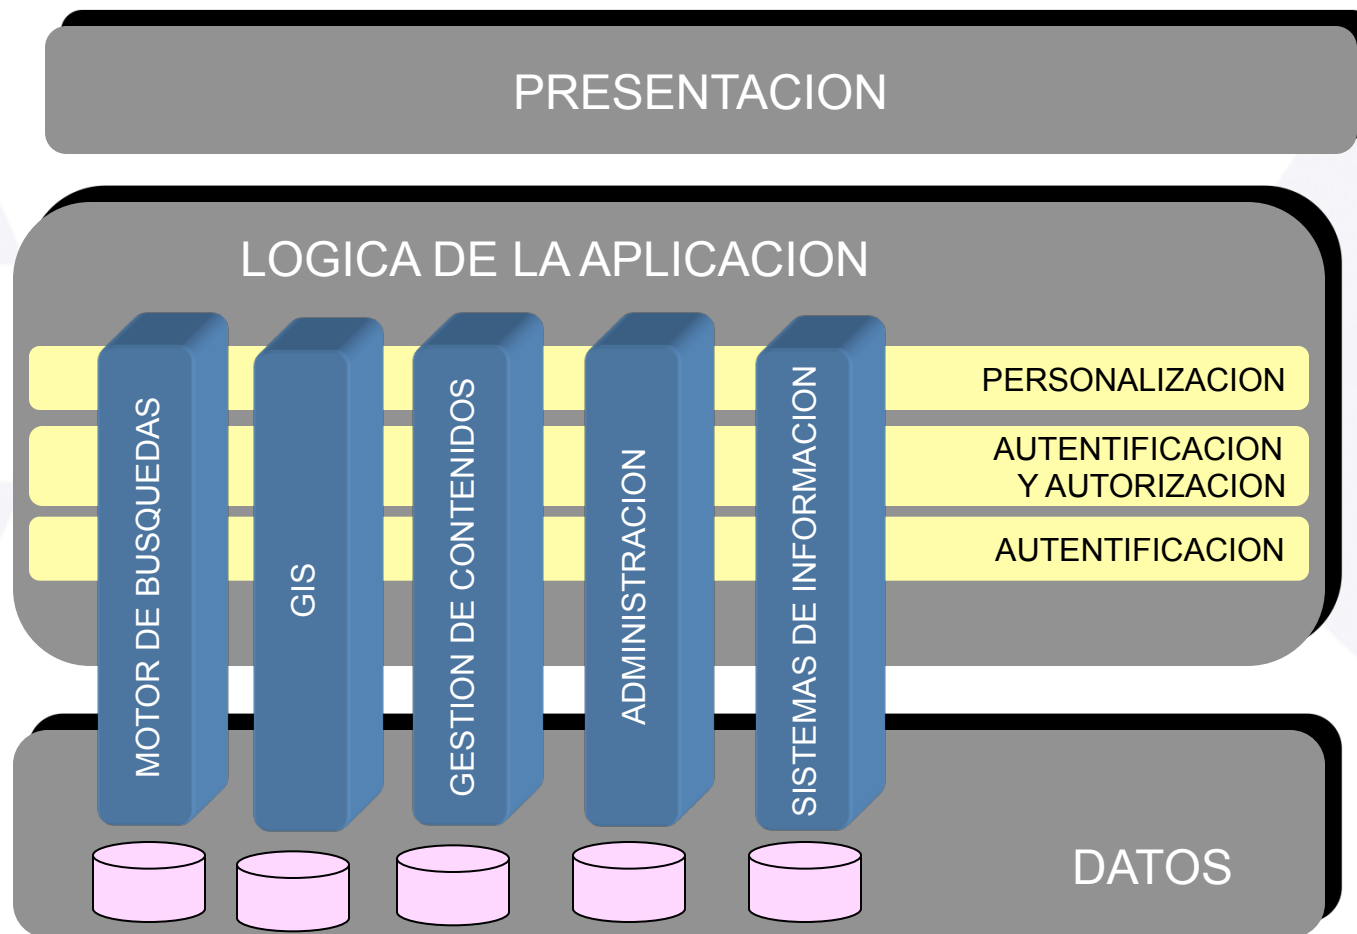 PRESENTACION
LOGICA DE LA APLICACION
PERSONALIZACION
AUTENTIFICACION
Y AUTORIZACION
AUTENTIFICACION
MOTOR DE BUSQUEDAS
GIS
GESTION DE CONTENIDOS
ADMINISTRACION
SISTEMAS DE INFORMACION
DATOS